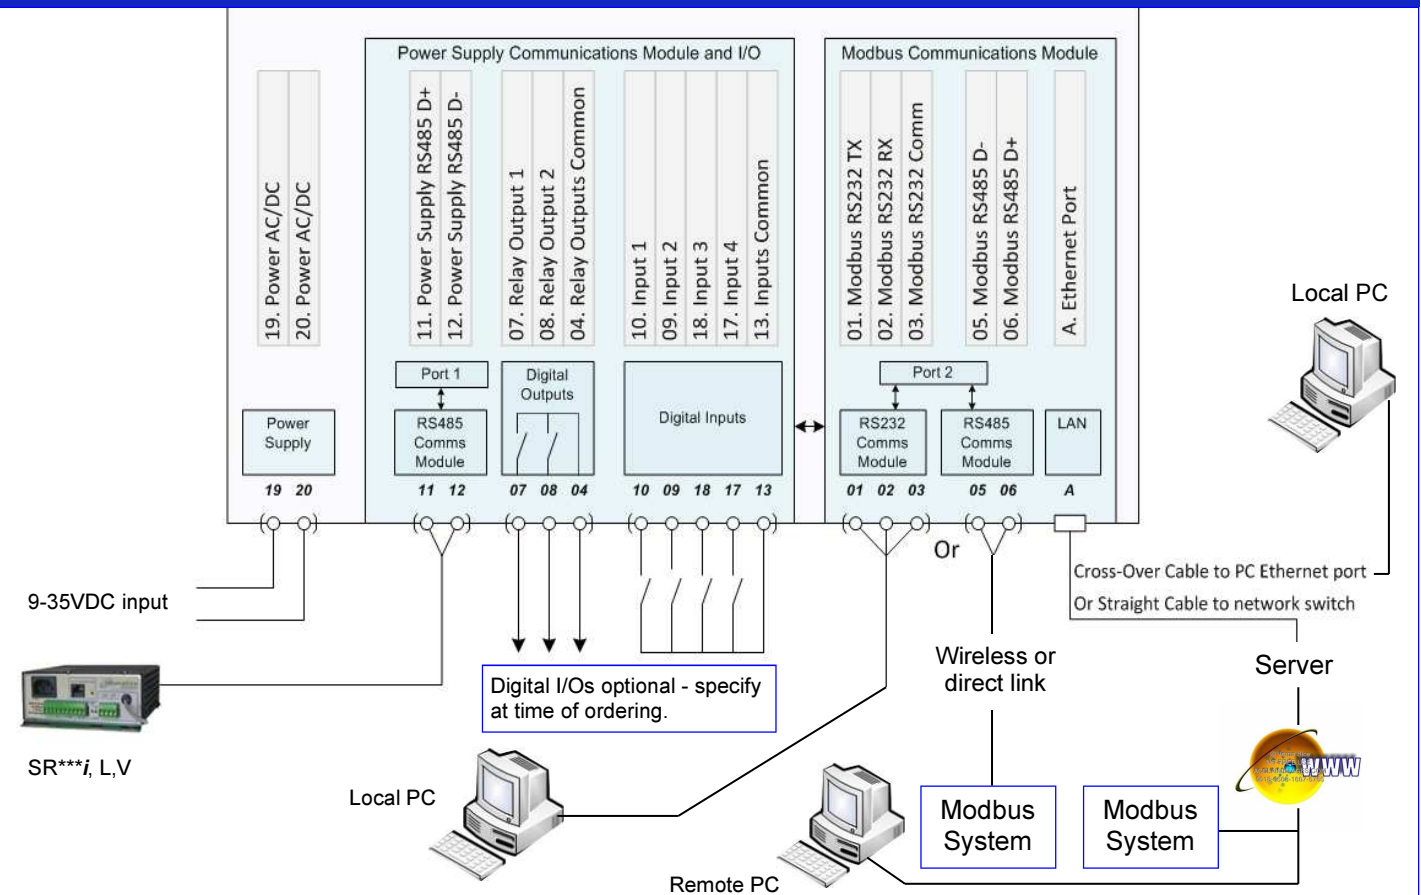 Power Supply Communications Module and I/O
Modbus Communications Module
19. Power AC/DC
20. Power AC/DC
11. Power Supply RS485 D+
12. Power Supply RS485 D-
07. Relay Output 1
08. Relay Output 2
04. Relay Outputs Common
10. Input 1
09. Input 2
18. Input 3
17. Input 4
13. Inputs Common
01. Modbus RS232 TX
02. Modbus RS232 RX
03. Modbus RS232 Comm
05. Modbus RS485 D-
06. Modbus RS485 D+
A. Ethernet Port
Local PC
Port 1
Digital
Outputs
Digital Inputs
Port 2
Power
Supply
RS485
Comms
Module
RS232
Comms
Module
RS485
Comms
Module
LAN
19 20 11 12 07 08 04 10 09 18 17 13 01 02 03 05 06 A
Or
Cross-Over Cable to PC Ethernet port
Or Straight Cable to network switch
9-35VDC input
Wireless or
direct link
Server
Digital I/Os optional - specify
at time of ordering.
SR***i, L,V
WWW
Local PC
Modbus
System
Modbus
System
Remote PC